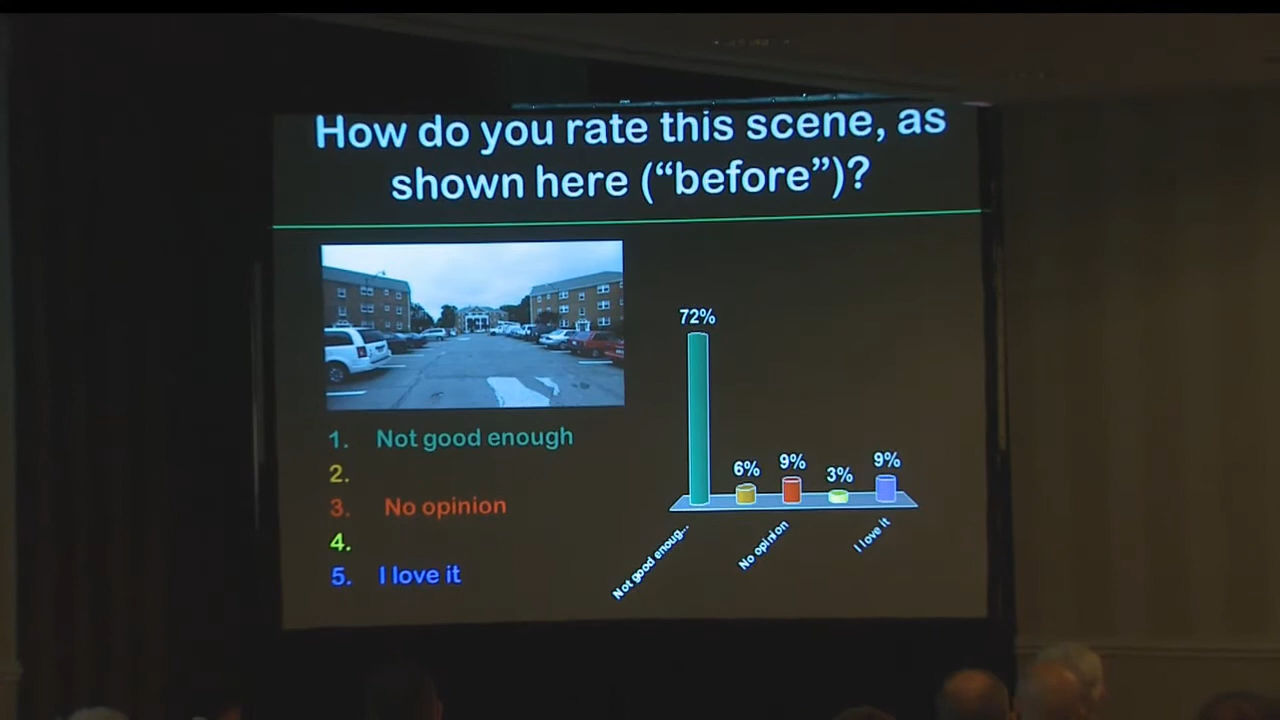 How do you rate this scene, as
shown here (“before”)?
72%
6%
9%
3%
9%
1. Not good enough
2.
3. No opinion
4.
5. I love it
Not good enoug...
No opinion
I love it